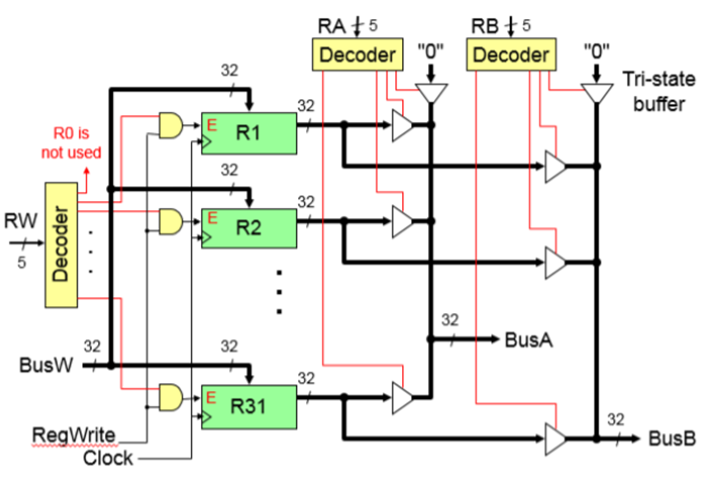 RA 5
RB 5
Decoder "0"
Decoder "0"
Tri-state
buffer
32
R0 is
not used
E
R1
32
32
RW
5
Decoder
E
R2
32
32
BusA
BusW
32
32
E
R31
32
RegWrite
Clock
32
BusB